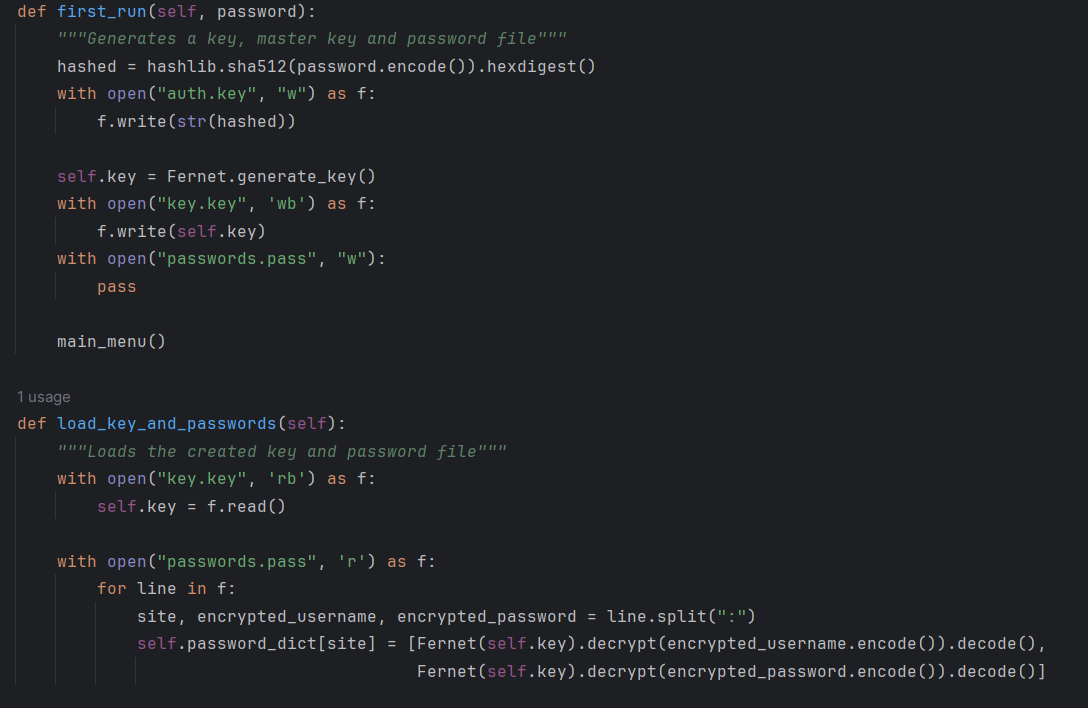 def first_run(self, password):
    """Generates a key, master key and password file"""
    hashed = hashlib.sha512(password.encode()).hexdigest()
    with open("auth.key", "w") as f:
        f.write(str(hashed))
    self.key = Fernet.generate_key()
    with open("key.key", 'wb') as f:
        f.write(self.key)
    with open("passwords.pass", "w"):
        pass
    main_menu()
1 usage
def load_key_and_passwords(self):
    """Loads the created key and password file"""
    with open("key.key", 'rb') as f:
        self.key = f.read()
    with open("passwords.pass", 'r') as f:
        for line in f:
            site, encrypted_username, encrypted_password = line.split(":")
            self.password_dict[site] = [Fernet(self.key).decrypt(encrypted_username.encode()).decode(),
                                        Fernet(self.key).decrypt(encrypted_password.encode()).decode()]